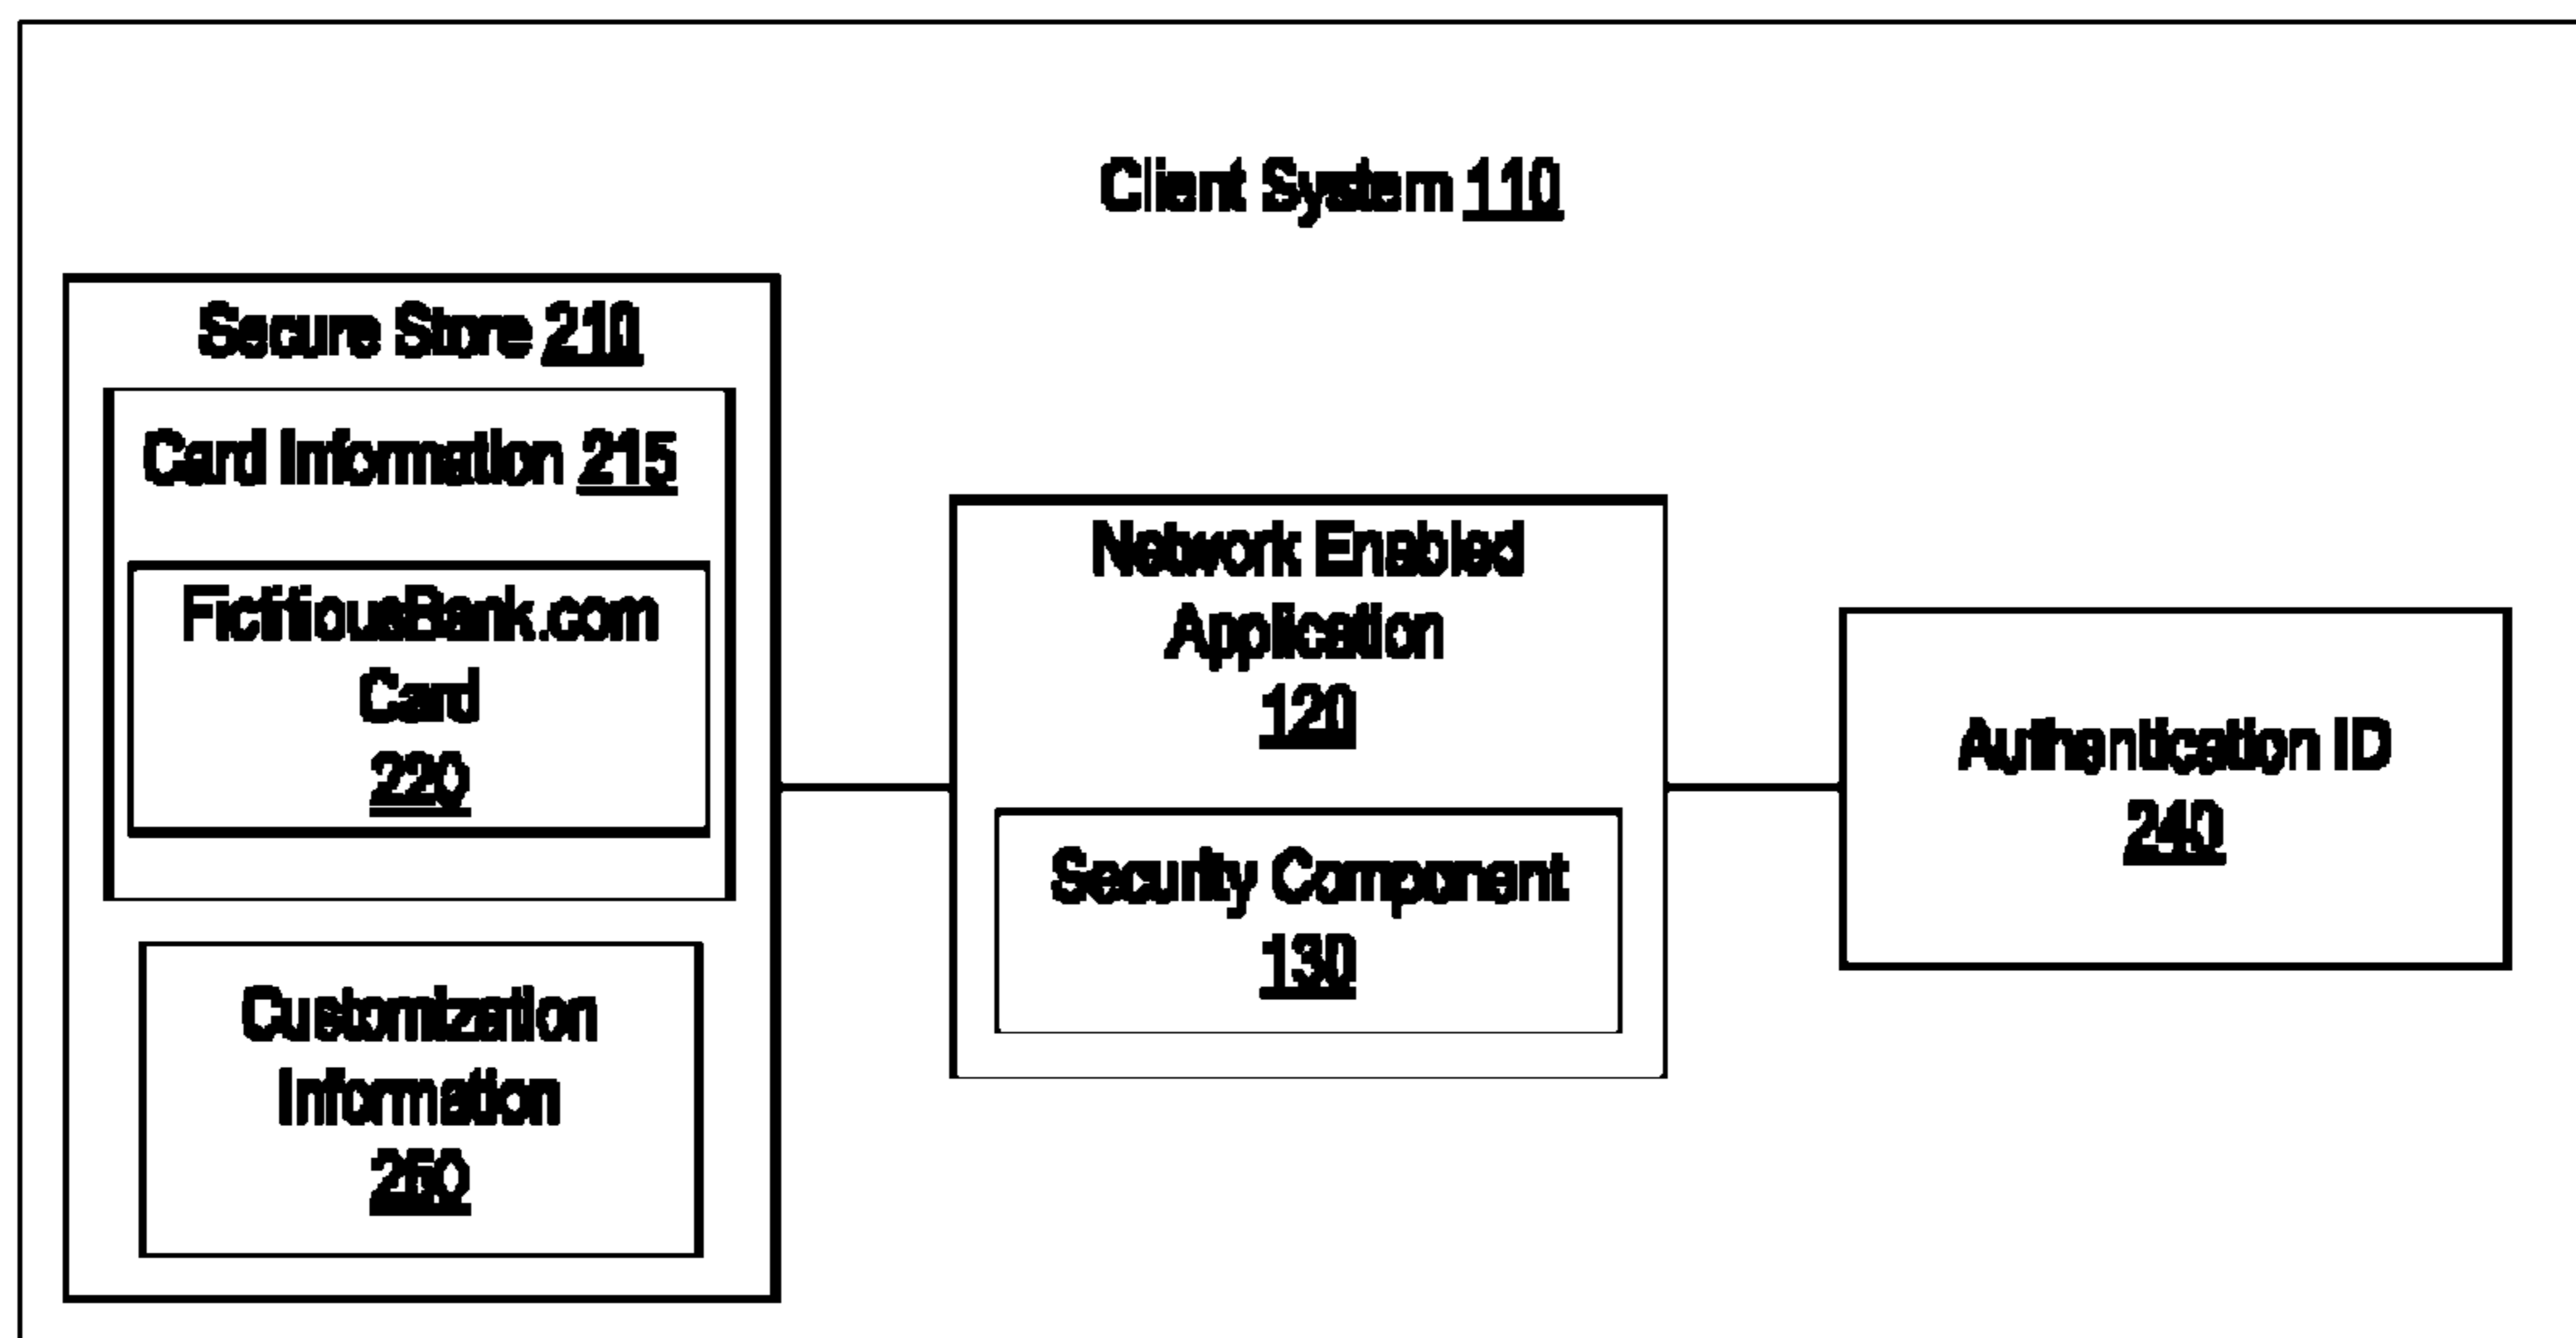 Client System 110
Secure Store 210
Card Information 215
FictitiousBank.com
Card
220
Customization
Information
250
Network Enabled
Application
120
Security Component
130
Authentication ID
240